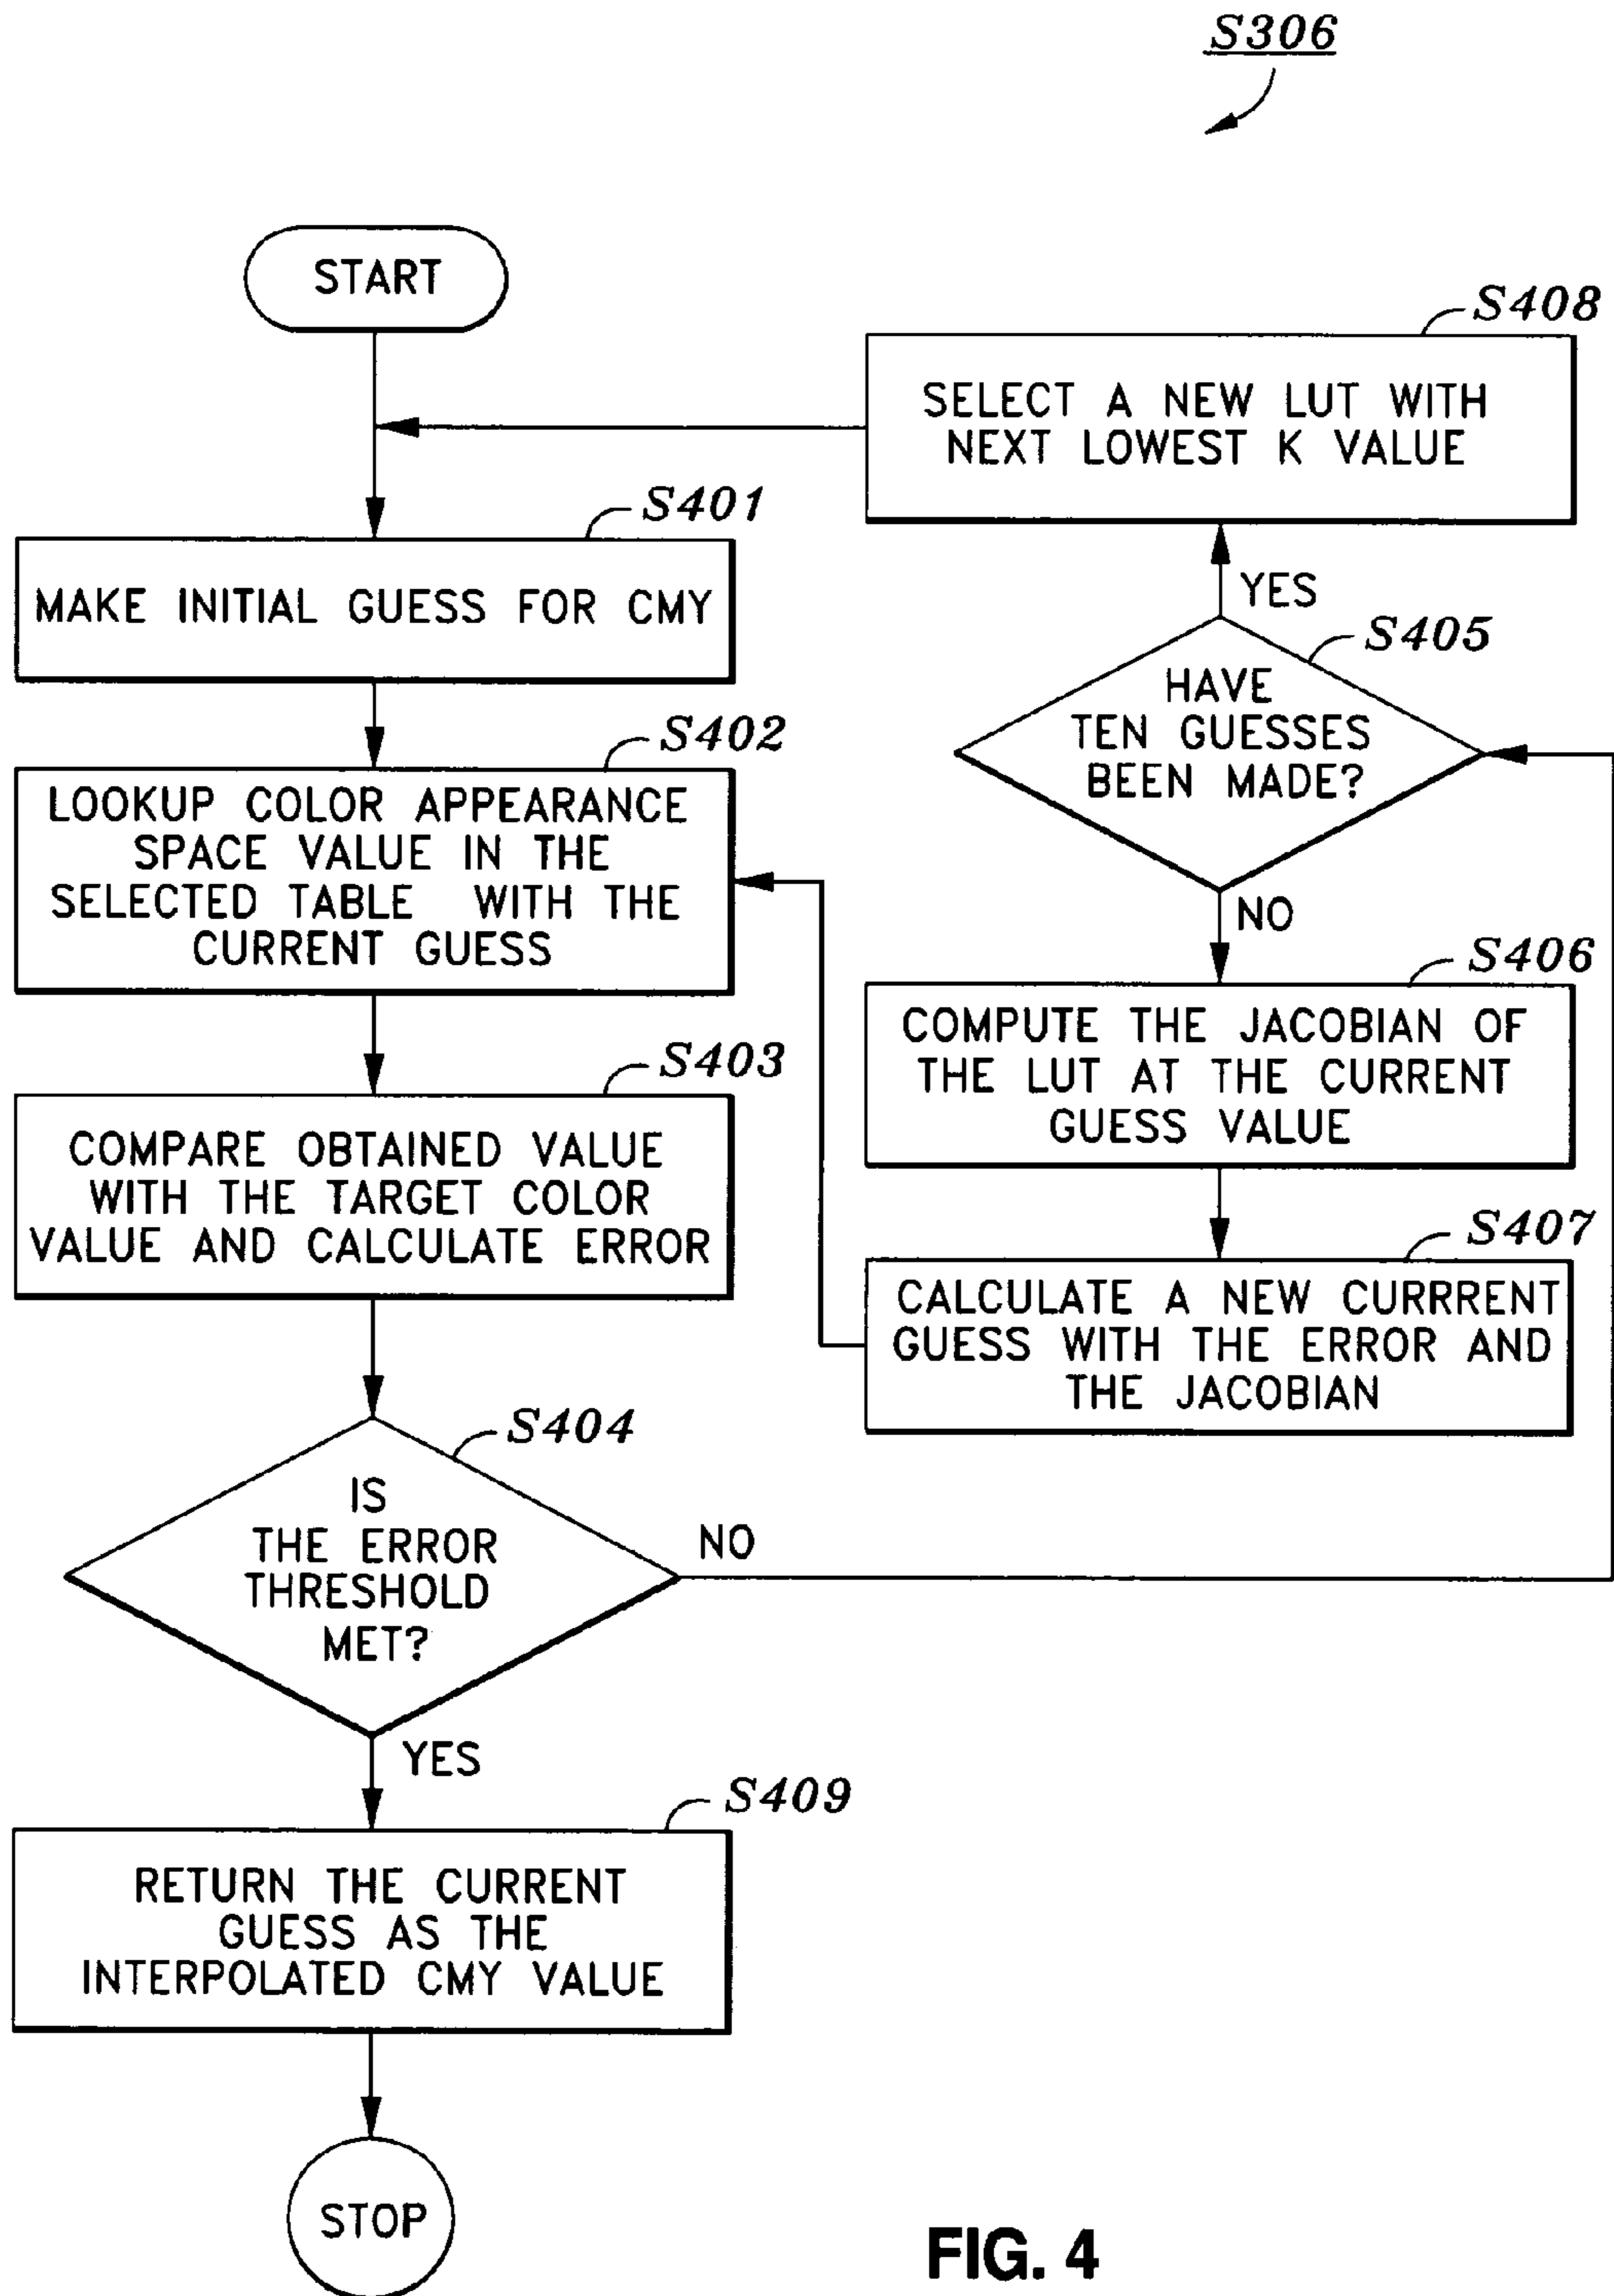 S306
START
S408
SELECT A NEW LUT WITH
NEXT LOWEST K VALUE
S401
MAKE INITIAL GUESS FOR CMY
YES
S405
HAVE
TEN GUESSES
BEEN MADE?
S402
LOOKUP COLOR APPEARANCE
SPACE VALUE IN THE
SELECTED TABLE WITH THE
CURRENT GUESS
NO
S406
COMPUTE THE JACOBIAN OF
THE LUT AT THE CURRENT
GUESS VALUE
S403
COMPARE OBTAINED VALUE
WITH THE TARGET COLOR
VALUE AND CALCULATE ERROR
S407
CALCULATE A NEW CURRRENT
GUESS WITH THE ERROR AND
THE JACOBIAN
S404
IS
THE ERROR
THRESHOLD
MET?
NO
YES
S409
RETURN THE CURRENT
GUESS AS THE
INTERPOLATED CMY VALUE
STOP
FIG. 4